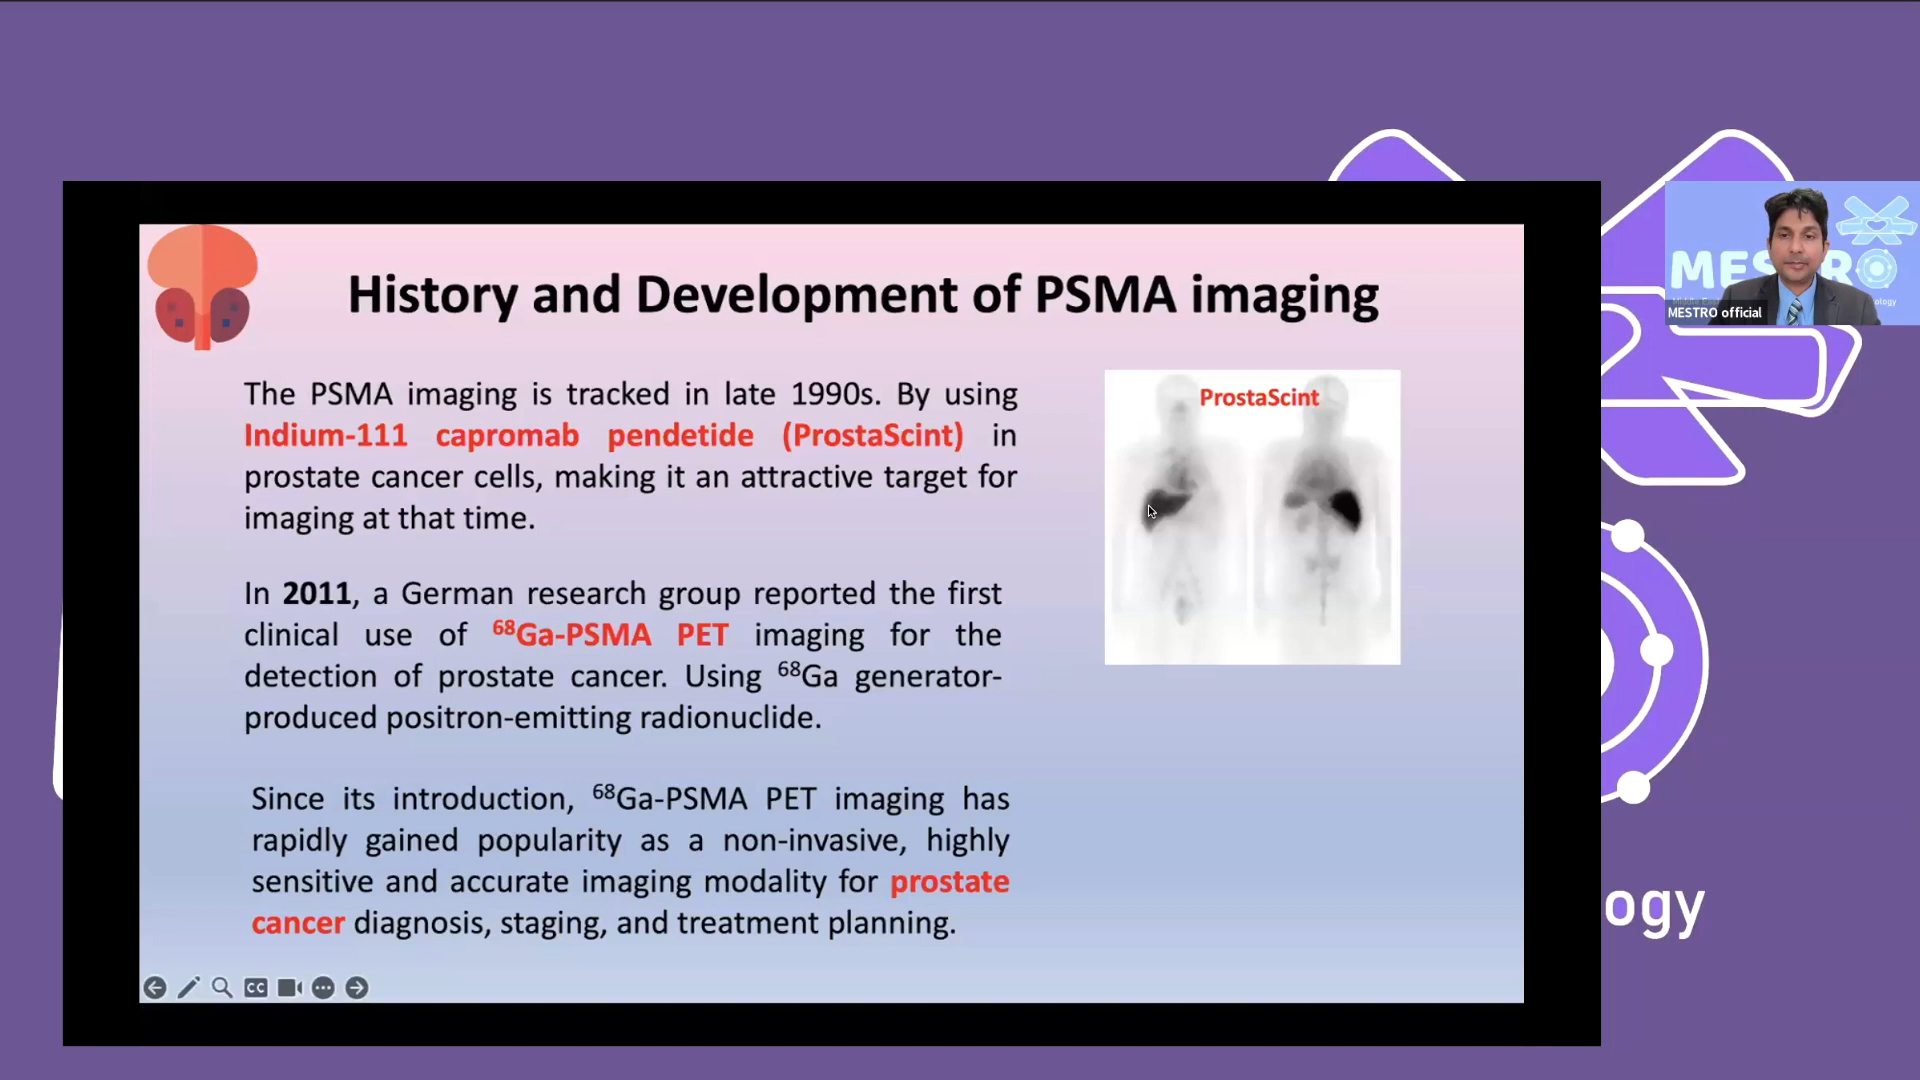 History and Development of PSMA imaging
The PSMA imaging is tracked in late 1990s. By using
Indium-111 capromab pendetide (ProstaScint) in
prostate cancer cells, making it an attractive target for
imaging at that time.
In 2011, a German research group reported the first
clinical use of ⁶⁸Ga-PSMA PET imaging for the
detection of prostate cancer. Using ⁶⁸Ga generator-
produced positron-emitting radionuclide.
Since its introduction, ⁶⁸Ga-PSMA PET imaging has
rapidly gained popularity as a non-invasive, highly
sensitive and accurate imaging modality for prostate
cancer diagnosis, staging, and treatment planning.
ProstaScint
CC
MESTRO official
ogy